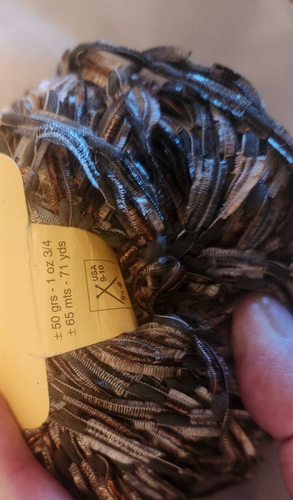 ± 50 grs - 1 oz 3/4
± 65 mts - 71 yds
USA
9-10